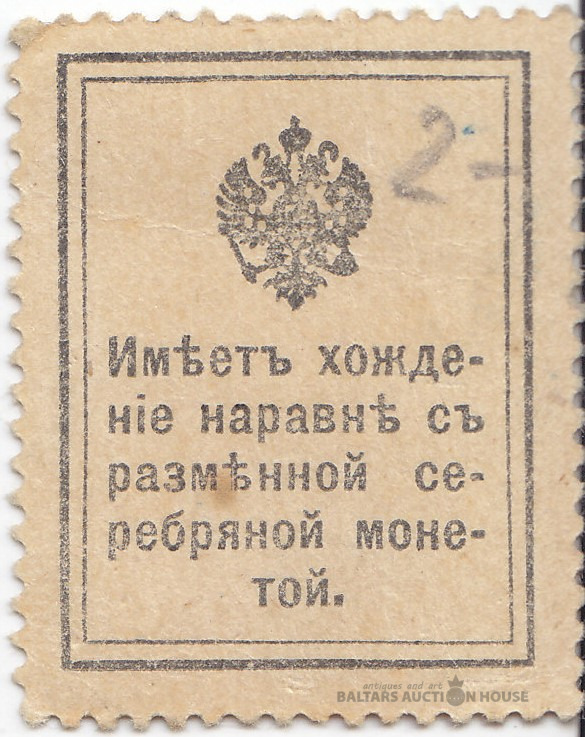 2-
Имѣетъ хожде-
ніе наравнѣ съ
размѣнной се-
ребряной моне-
той.
antiques and art
BALTARS AUCTION HOUSE